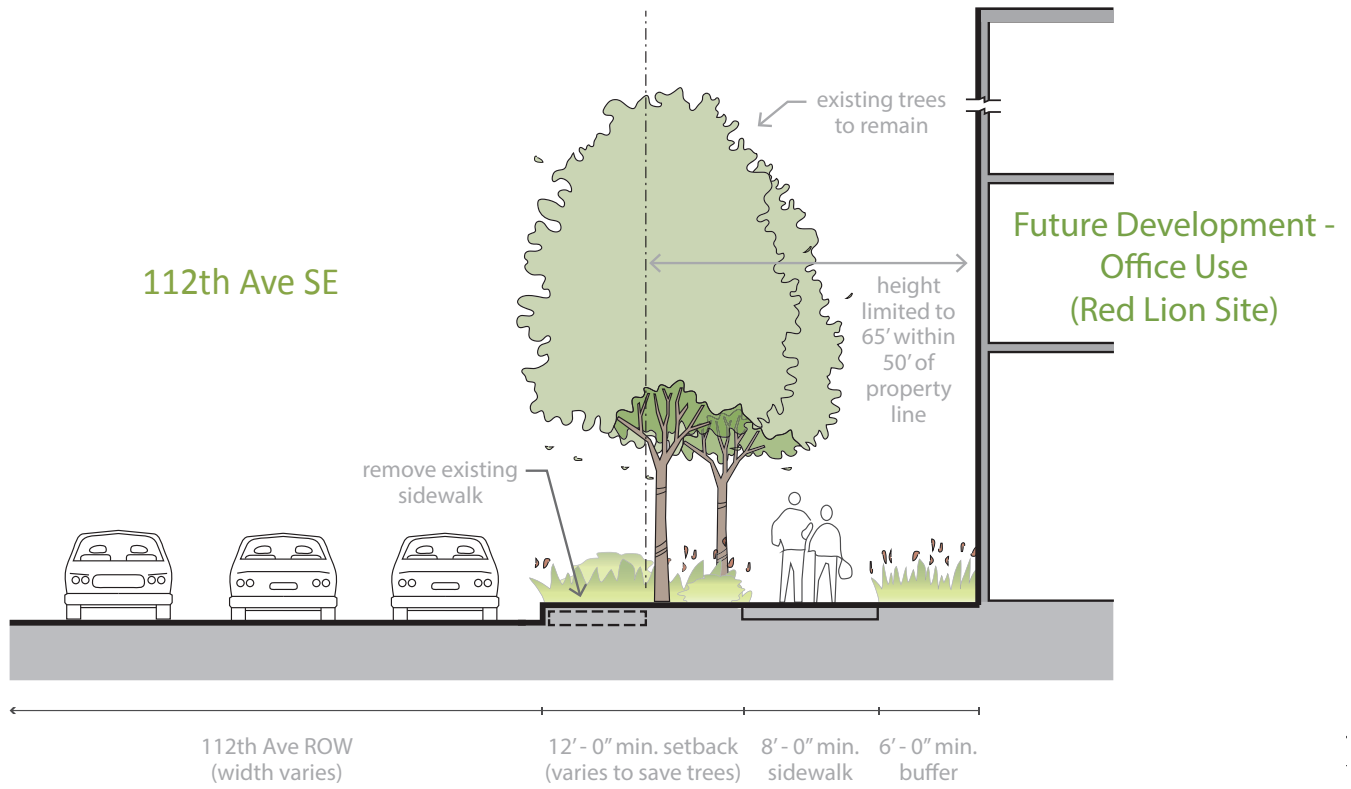 existing trees
to remain
112th Ave SE
Future Development -
Office Use
(Red Lion Site)
height
limited to
65’ within
50’ of
property
line
remove existing
sidewalk
112th Ave ROW
(width varies)
12’ - 0” min. setback
(varies to save trees)
8’ - 0” min.
sidewalk
6’ - 0” min.
buffer